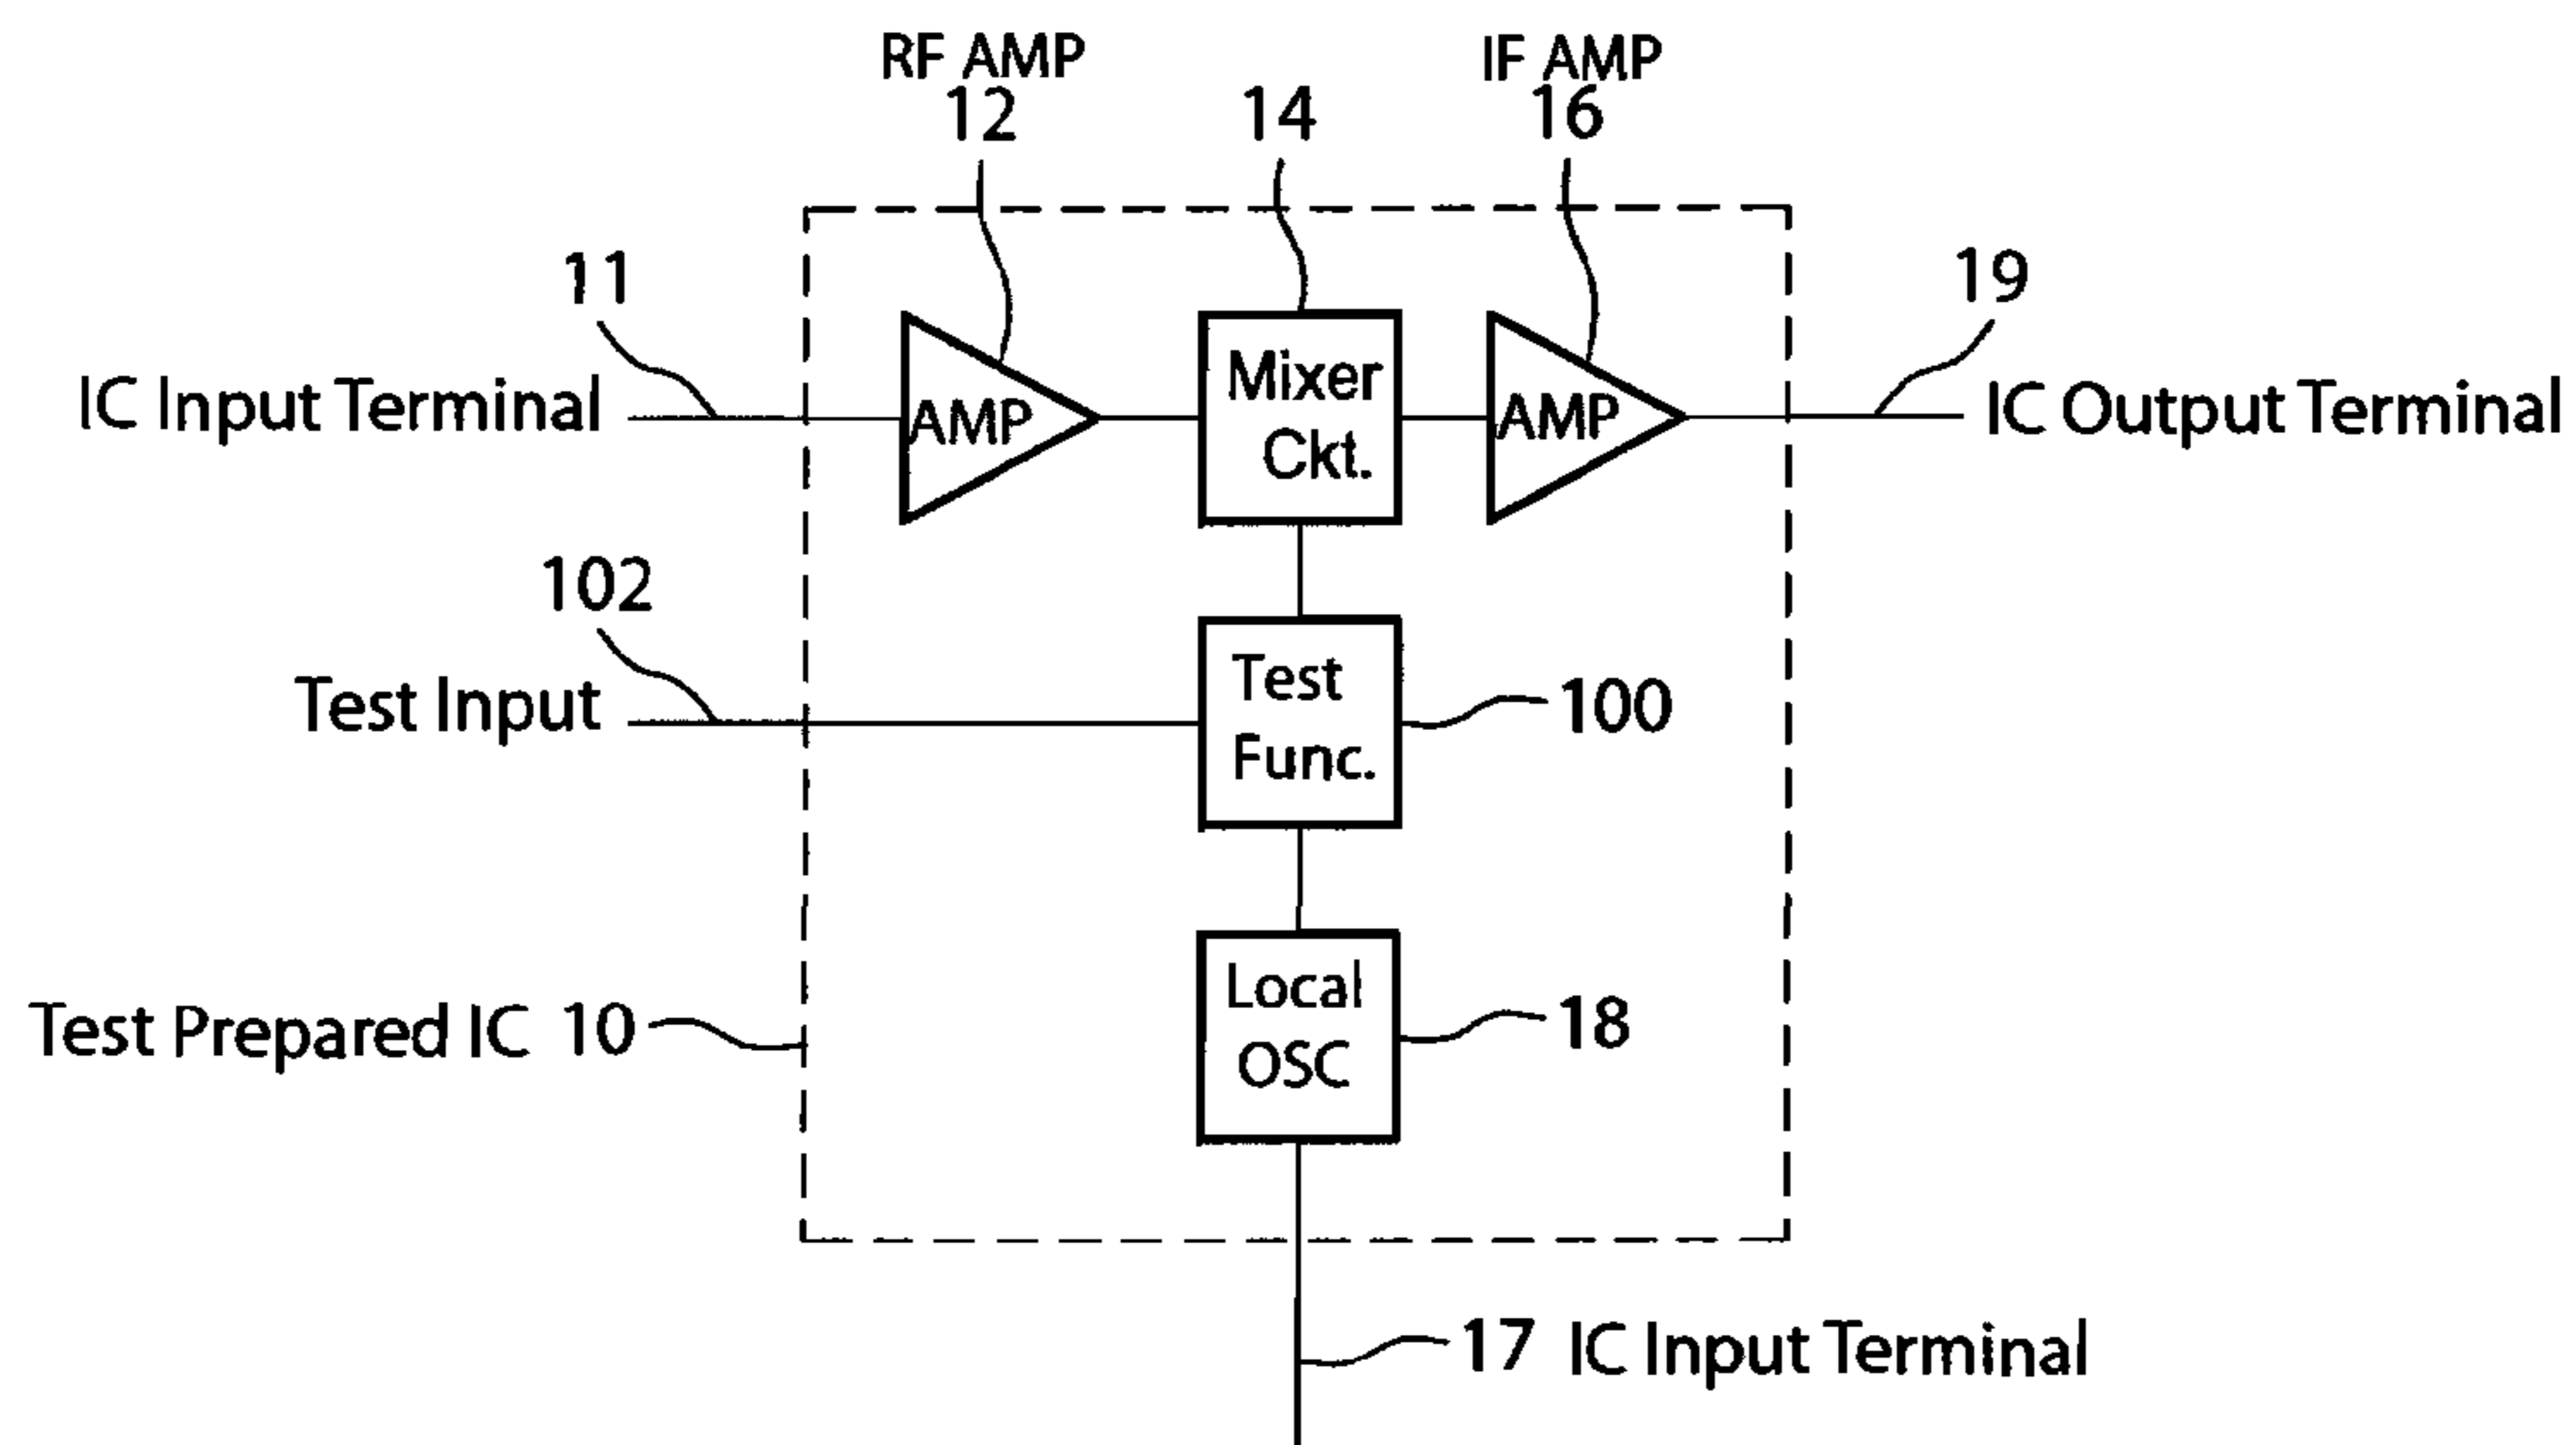 RF AMP
12
14
IF AMP
16
11
19
IC Input Terminal
AMP
Mixer
Ckt.
AMP
IC Output Terminal
102
Test Input
Test
Func.
100
Test Prepared IC 10
Local
OSC
18
17 IC Input Terminal